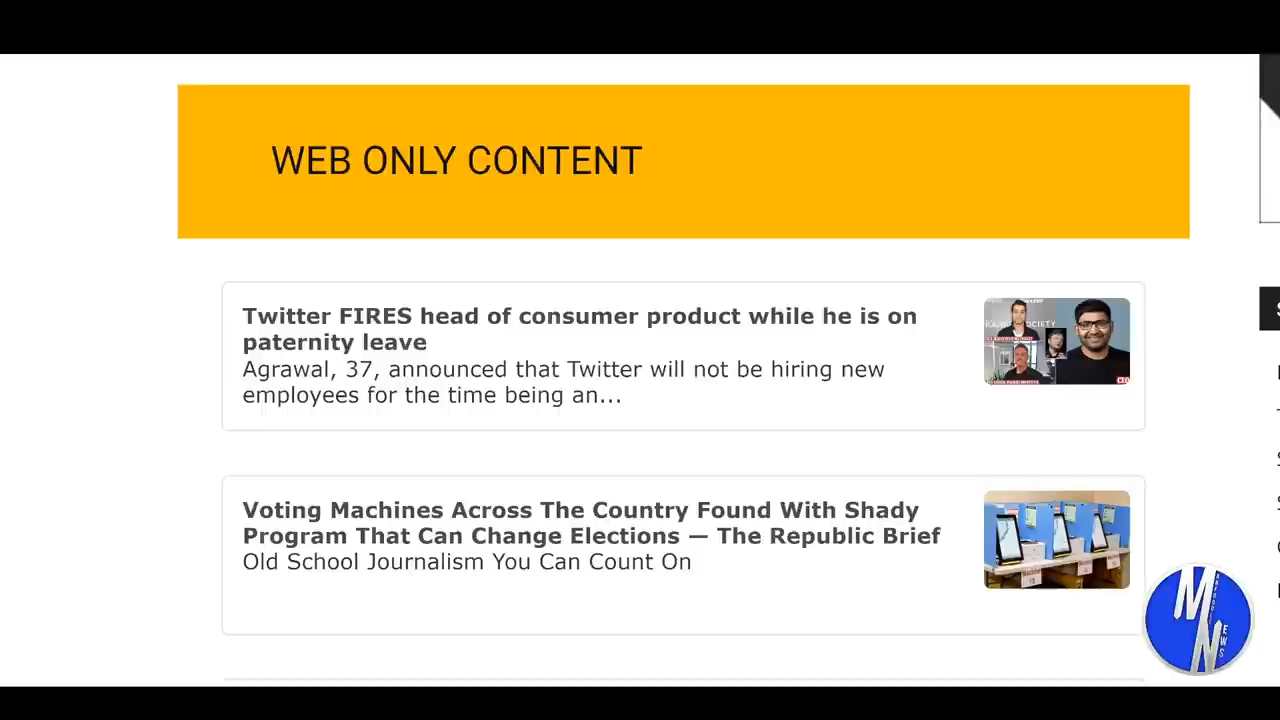 WEB ONLY CONTENT
Twitter FIRES head of consumer product while he is on
paternity leave
Agrawal, 37, announced that Twitter will not be hiring new
employees for the time being an...
Voting Machines Across The Country Found With Shady
Program That Can Change Elections — The Republic Brief
Old School Journalism You Can Count On